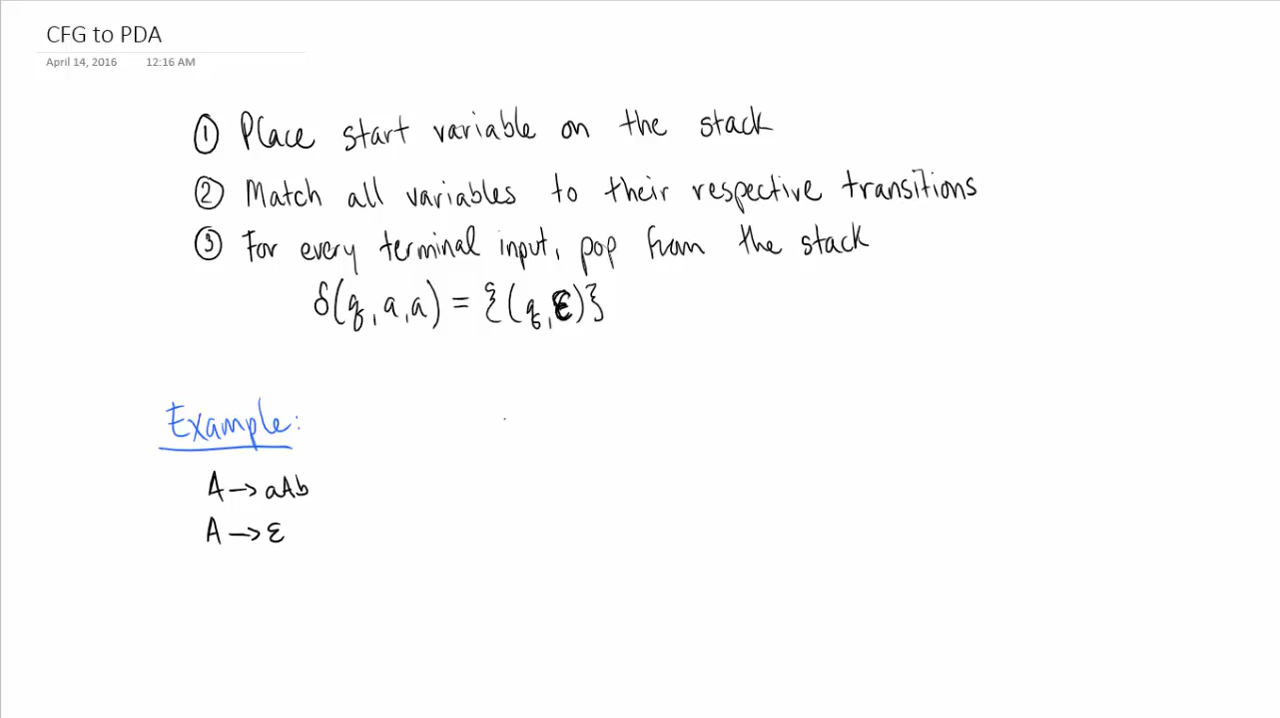 CFG to PDA
April 14, 2016 12:16 AM
① Place start variable on the stack
② Match all variables to their respective transitions
③ For every terminal input, pop from the stack
δ(q, a, a) = {(q, ε)}
Example:
A → aAb
A → ε